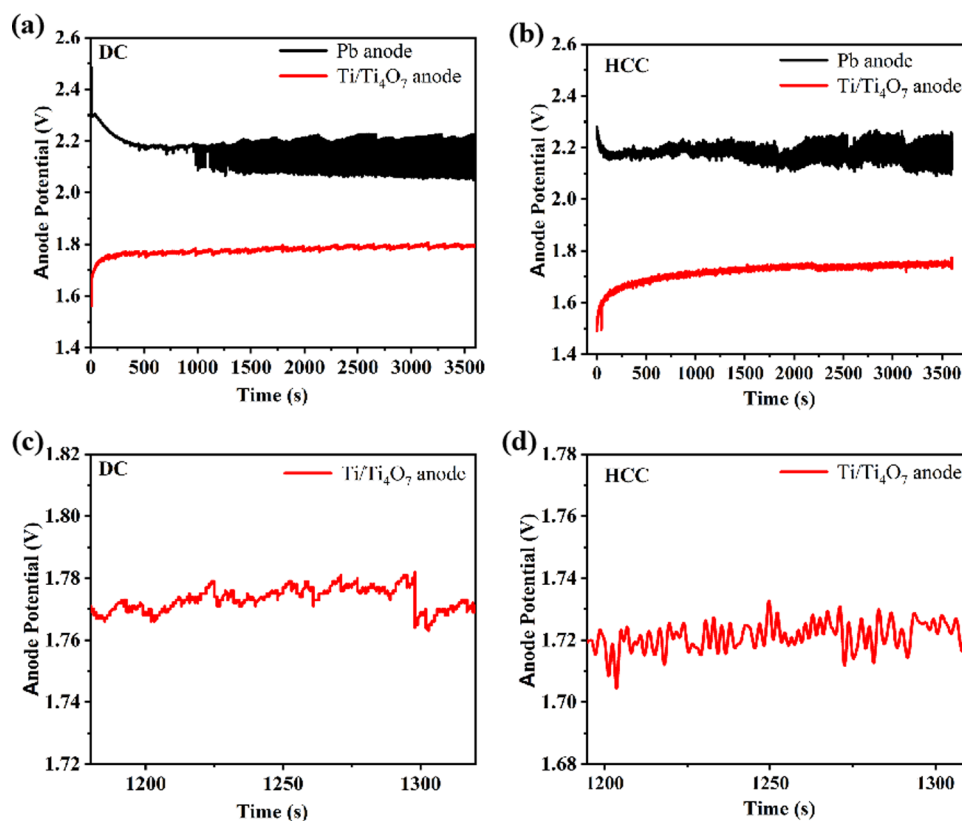 (a)
DC
Pb anode
Ti/Ti₄O₇ anode
2.6
2.4
2.2
2.0
1.8
1.6
1.4
Anode Potential (V)
0 500 1000 1500 2000 2500 3000 3500
Time (s)
(b)
HCC
Pb anode
Ti/Ti₄O₇ anode
2.6
2.4
2.2
2.0
1.8
1.6
1.4
Anode Potential (V)
0 500 1000 1500 2000 2500 3000 3500
Time (s)
(c)
DC
Ti/Ti₄O₇ anode
1.82
1.80
1.78
1.76
1.74
1.72
Anode Potential (V)
1200 1250 1300
Time (s)
(d)
HCC
Ti/Ti₄O₇ anode
1.78
1.76
1.74
1.72
1.70
1.68
Anode Potential (V)
1200 1250 1300
Time (s)